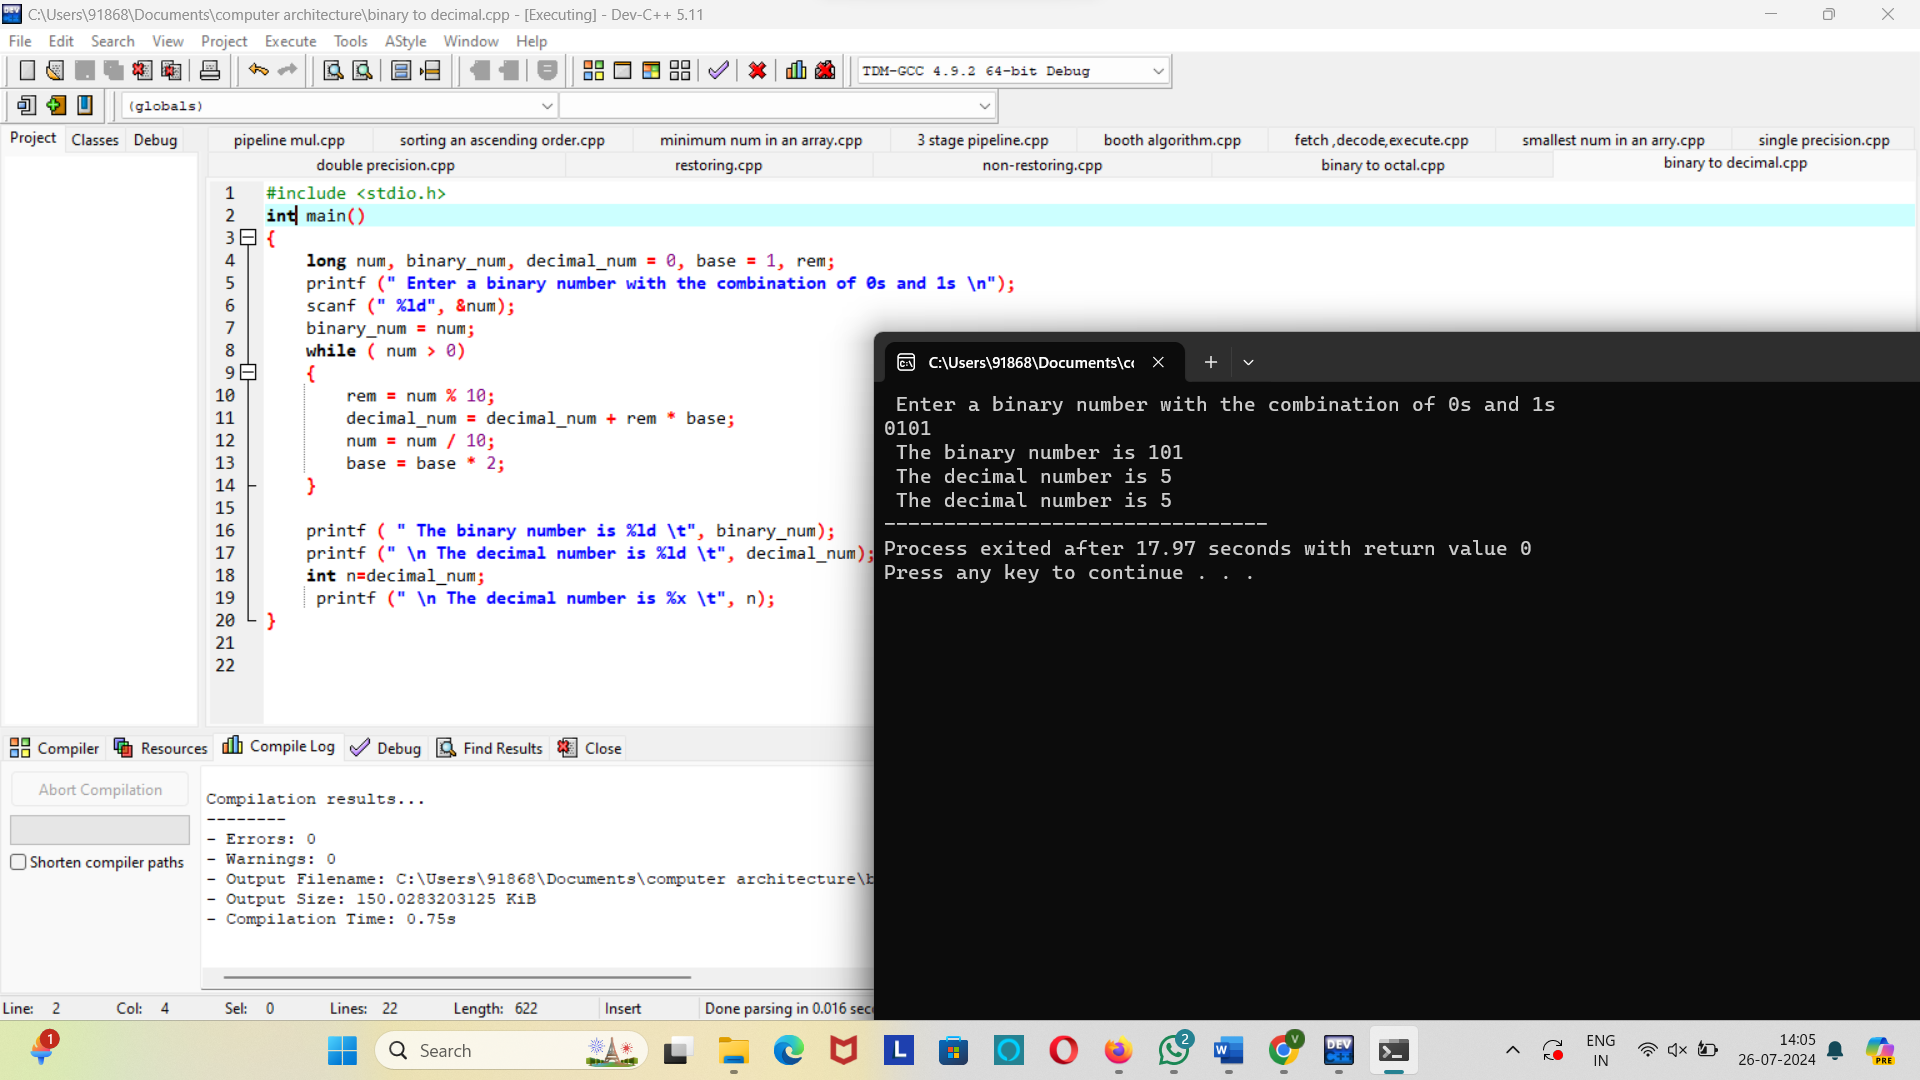 C:\Users\91868\Documents\computer architecture\binary to decimal.cpp - [Executing] - Dev-C++ 5.11
File Edit Search View Project Execute Tools AStyle Window Help
TDM-GCC 4.9.2 64-bit Debug
(globals)
Project Classes Debug
pipeline mul.cpp sorting an ascending order.cpp minimum num in an array.cpp 3 stage pipeline.cpp booth algorithm.cpp fetch ,decode,execute.cpp smallest num in an arry.cpp single precision.cpp
double precision.cpp restoring.cpp non-restoring.cpp binary to octal.cpp binary to decimal.cpp
1 #include <stdio.h>
2 int main()
3 {
4 long num, binary_num, decimal_num = 0, base = 1, rem;
5 printf (" Enter a binary number with the combination of 0s and 1s \n");
6 scanf (" %ld", &num);
7 binary_num = num;
8 while ( num > 0)
9 {
10 rem = num % 10;
11 decimal_num = decimal_num + rem * base;
12 num = num / 10;
13 base = base * 2;
14 }
15
16 printf ( " The binary number is %ld \t", binary_num);
17 printf (" \n The decimal number is %ld \t", decimal_num);
18 int n=decimal_num;
19 printf (" \n The decimal number is %x \t", n);
20 }
21
22
C:\Users\91868\Documents\co
Enter a binary number with the combination of 0s and 1s
0101
The binary number is 101
The decimal number is 5
The decimal number is 5
--------------------------------
Process exited after 17.97 seconds with return value 0
Press any key to continue . . .
Compiler Resources Compile Log Debug Find Results Close
Abort Compilation
Shorten compiler paths
Compilation results...
--------
- Errors: 0
- Warnings: 0
- Output Filename: C:\Users\91868\Documents\computer architecture\b
- Output Size: 150.0283203125 KiB
- Compilation Time: 0.75s
Line: 2 Col: 4 Sel: 0 Lines: 22 Length: 622 Insert Done parsing in 0.016 sec
1
Search
L
2
W
V
DEV C++
ENG
IN
14:05
26-07-2024
PRE